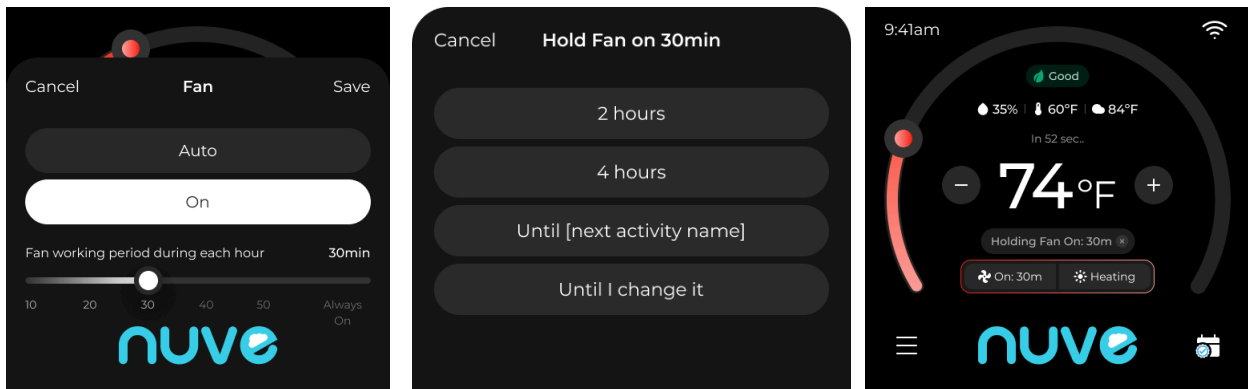 Cancel Fan Save
Auto
On
Fan working period during each hour 30min
10 20 30 40 50 Always On
nuve
Cancel Hold Fan on 30min
2 hours
4 hours
Until [next activity name]
Until I change it
9:41am
Good
35% 60°F 84°F
In 52 sec..
− 74°F +
Holding Fan On: 30m ×
On: 30m Heating
nuve